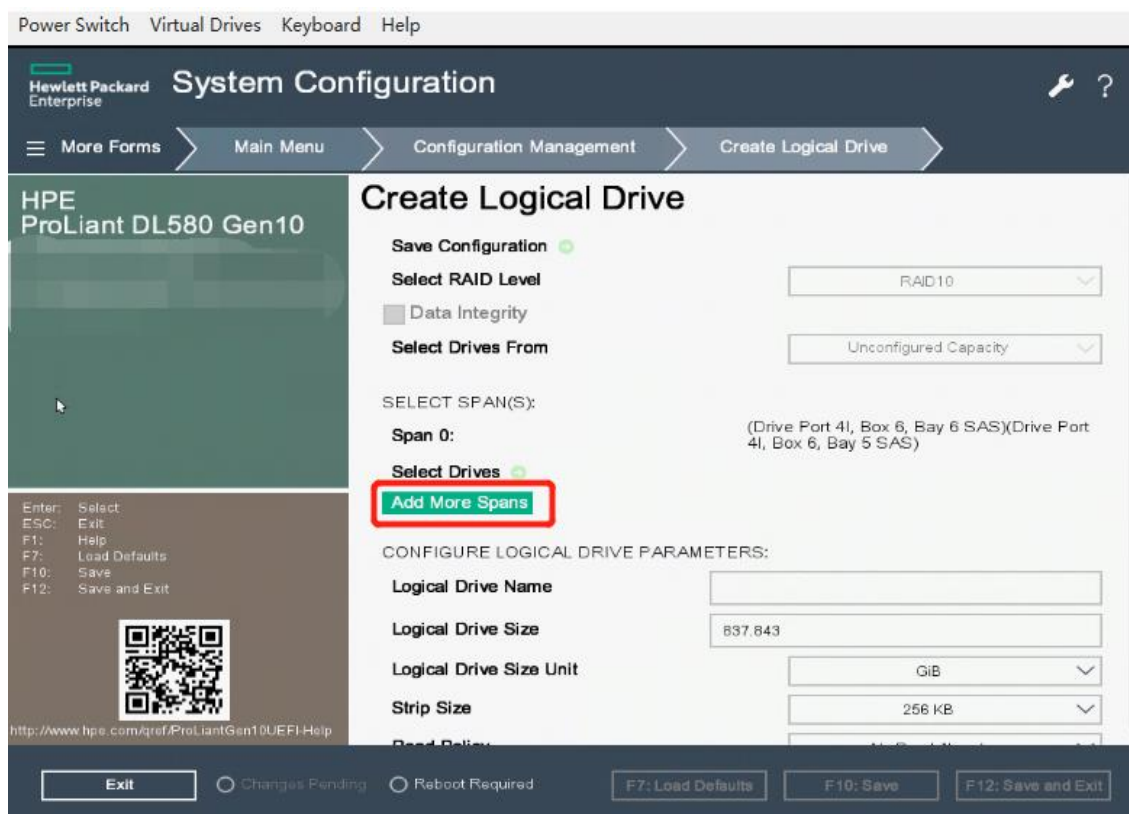 Power Switch Virtual Drives Keyboard Help
Hewlett Packard
Enterprise
System Configuration
?
More Forms Main Menu Configuration Management Create Logical Drive
HPE
ProLiant DL580 Gen10
Create Logical Drive
Save Configuration
Select RAID Level RAID10
Data Integrity
Select Drives From Unconfigured Capacity
SELECT SPAN(S):
Span 0: (Drive Port 4I, Box 6, Bay 6 SAS)(Drive Port
4I, Box 6, Bay 5 SAS)
Select Drives
Add More Spans
CONFIGURE LOGICAL DRIVE PARAMETERS:
Logical Drive Name
Logical Drive Size 837.843
Logical Drive Size Unit GiB
Strip Size 256 KB
Enter: Select
ESC: Exit
F1: Help
F7: Load Defaults
F10: Save
F12: Save and Exit
http://www.hpe.com/qref/ProLiantGen10UEFI-Help
Exit Changes Pending Reboot Required F7: Load Defaults F10: Save F12: Save and Exit